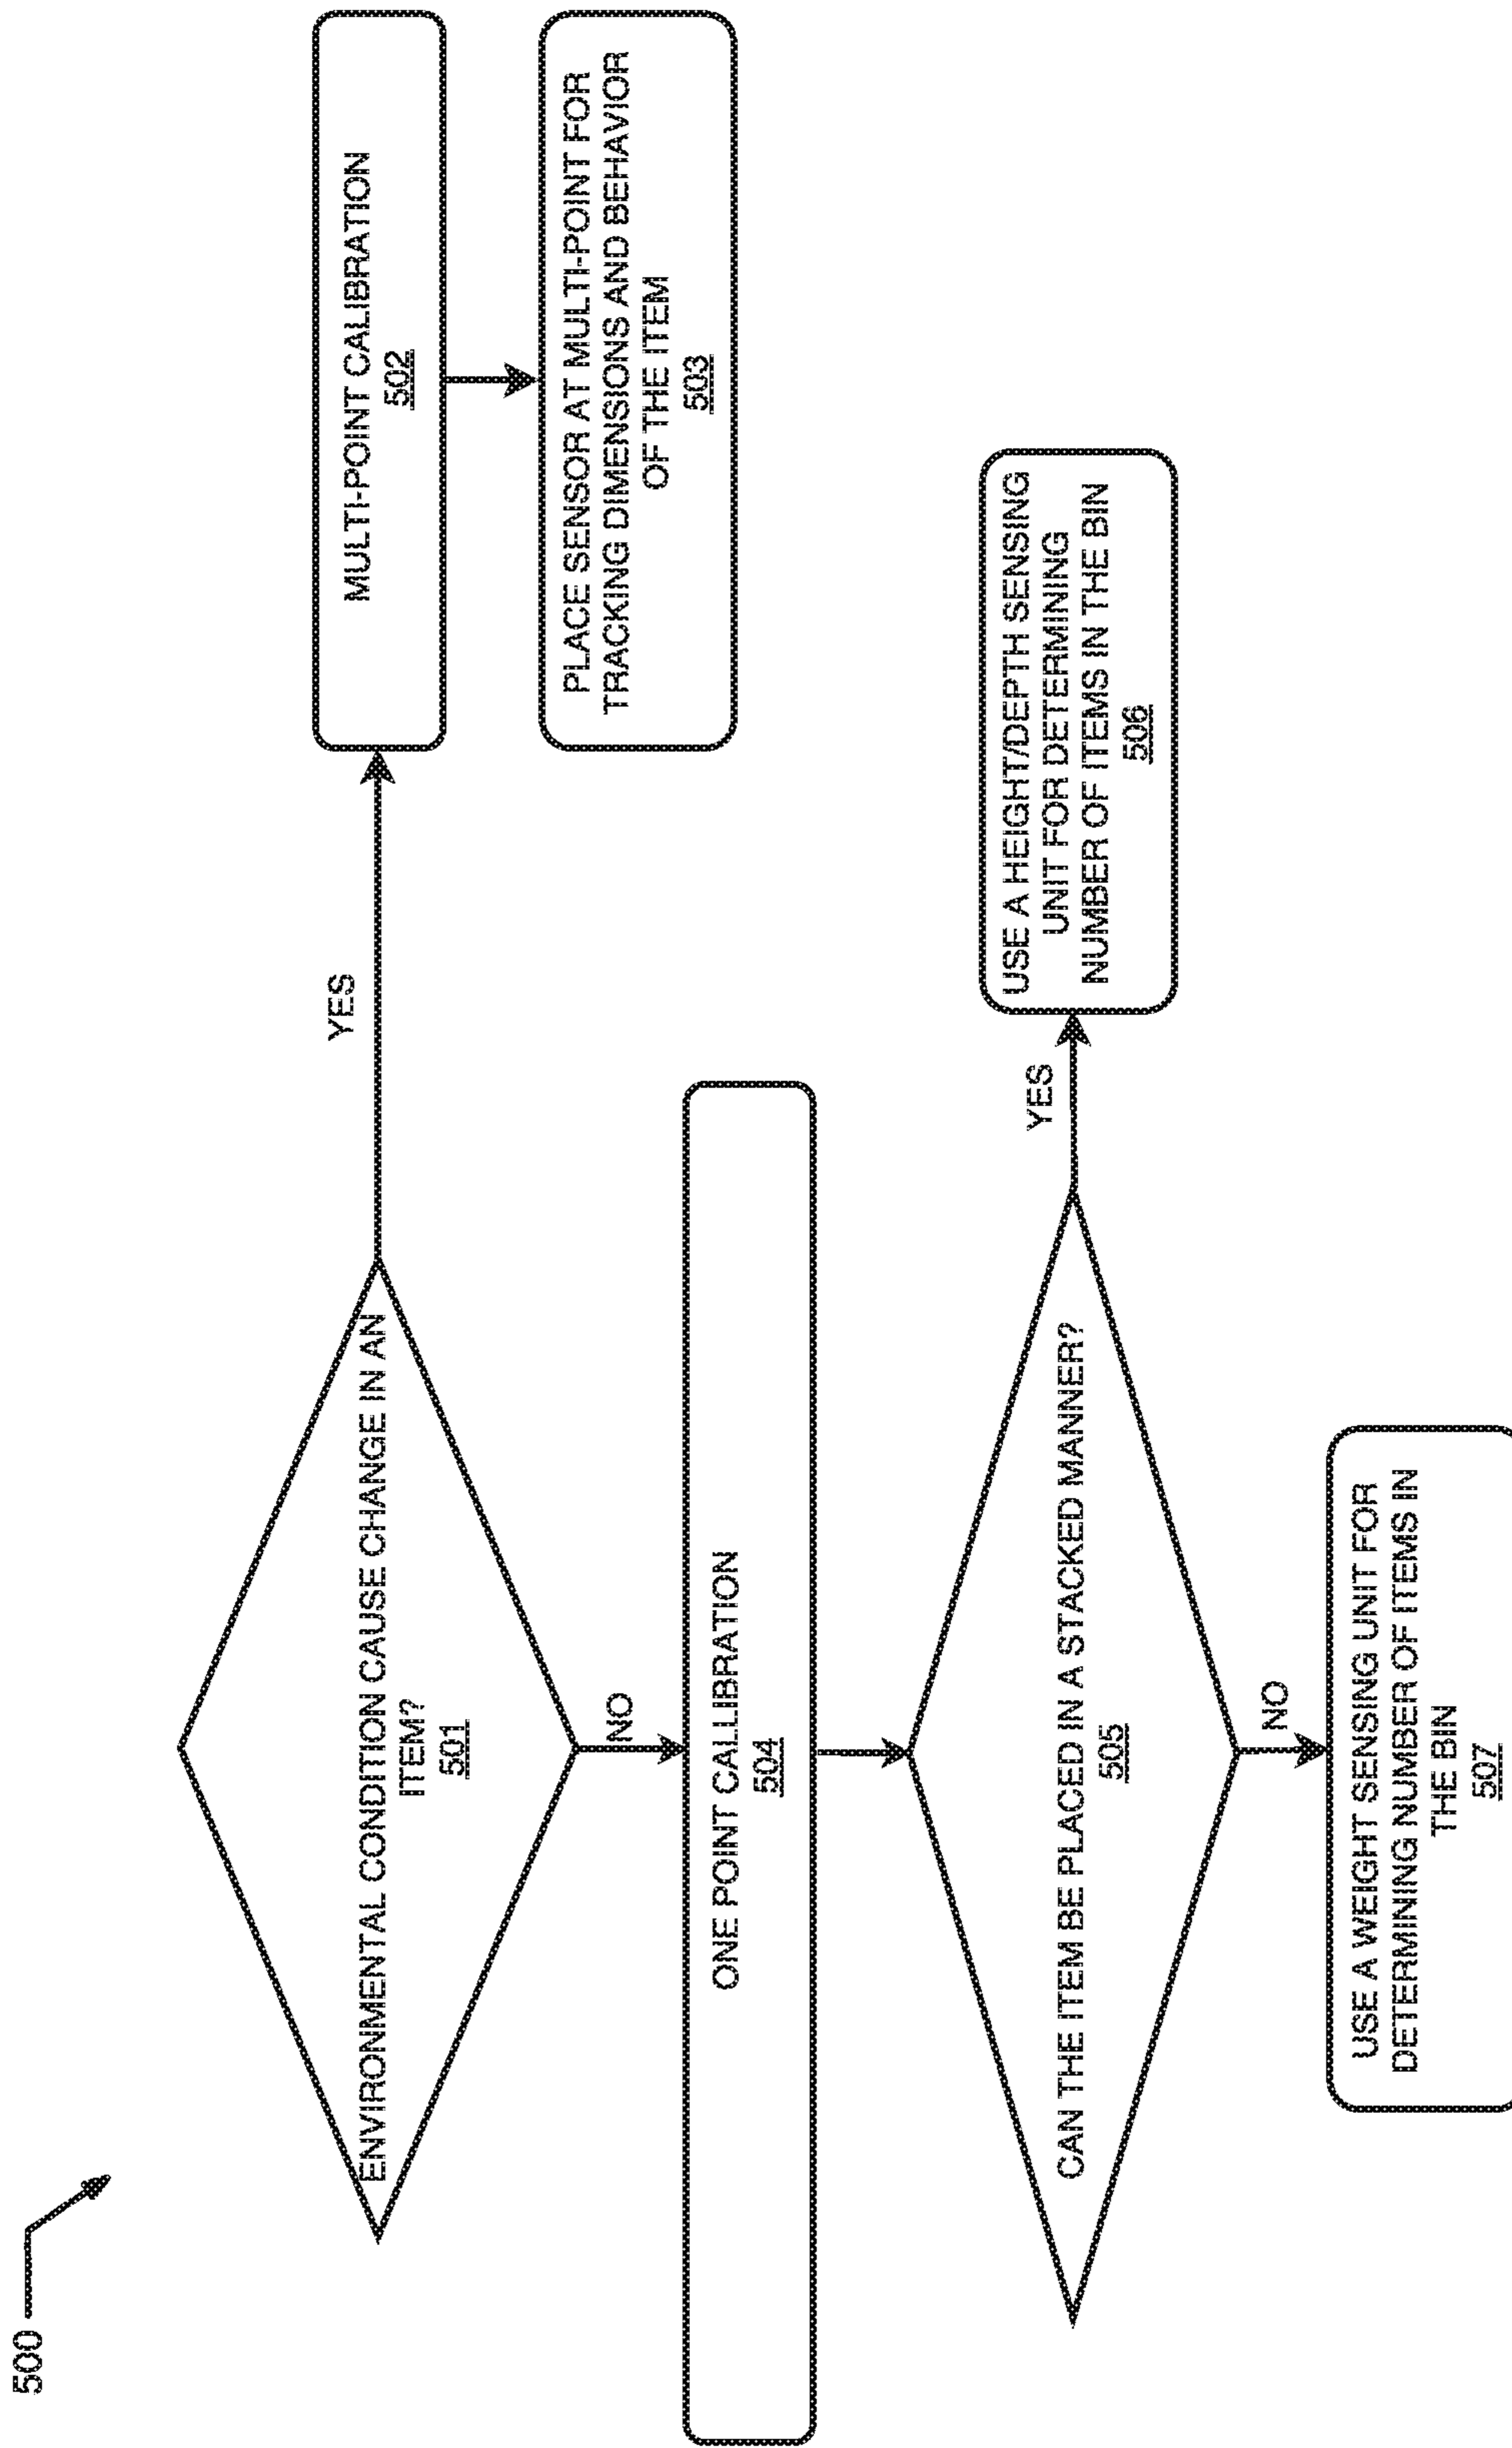 500
ENVIRONMENTAL CONDITION CAUSE CHANGE IN AN
ITEM?
501
YES
MULTI-POINT CALIBRATION
502
PLACE SENSOR AT MULTI-POINT FOR
TRACKING DIMENSIONS AND BEHAVIOR
OF THE ITEM
503
NO
ONE POINT CALLIBRATION
504
CAN THE ITEM BE PLACED IN A STACKED MANNER?
505
YES
USE A HEIGHT/DEPTH SENSING
UNIT FOR DETERMINING
NUMBER OF ITEMS IN THE BIN
506
NO
USE A WEIGHT SENSING UNIT FOR
DETERMINING NUMBER OF ITEMS IN
THE BIN
507